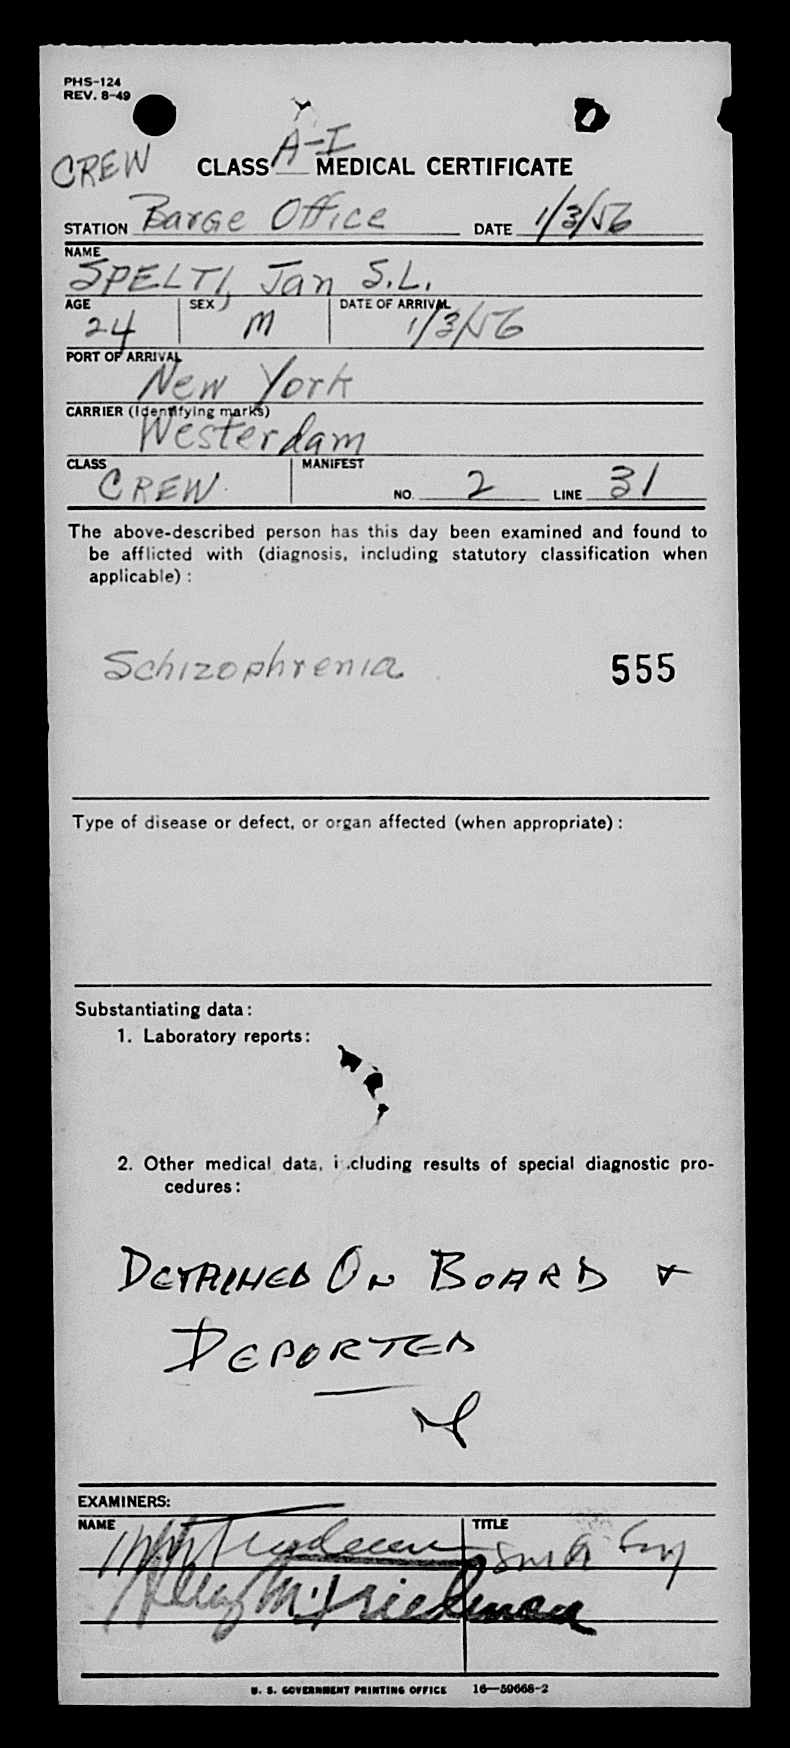 PHS-124
REV. 8-49
CREW
CLASS A-I MEDICAL CERTIFICATE
STATION Barge Office DATE 1/3/56
NAME
SPELTI, Jan S.L.
AGE SEX DATE OF ARRIVAL
24 M 1/3/56
PORT OF ARRIVAL
New York
CARRIER (Identifying marks)
Westerdam
CLASS MANIFEST
CREW NO. 2 LINE 31
The above-described person has this day been examined and found to
be afflicted with (diagnosis, including statutory classification when
applicable) :
Schizophrenia 555
Type of disease or defect, or organ affected (when appropriate) :
Substantiating data :
1. Laboratory reports :
2. Other medical data, i cluding results of special diagnostic pro-
cedures :
DETAINED ON BOARD &
DEPORTED
EXAMINERS:
NAME TITLE
U. S. GOVERNMENT PRINTING OFFICE 16—59668-2